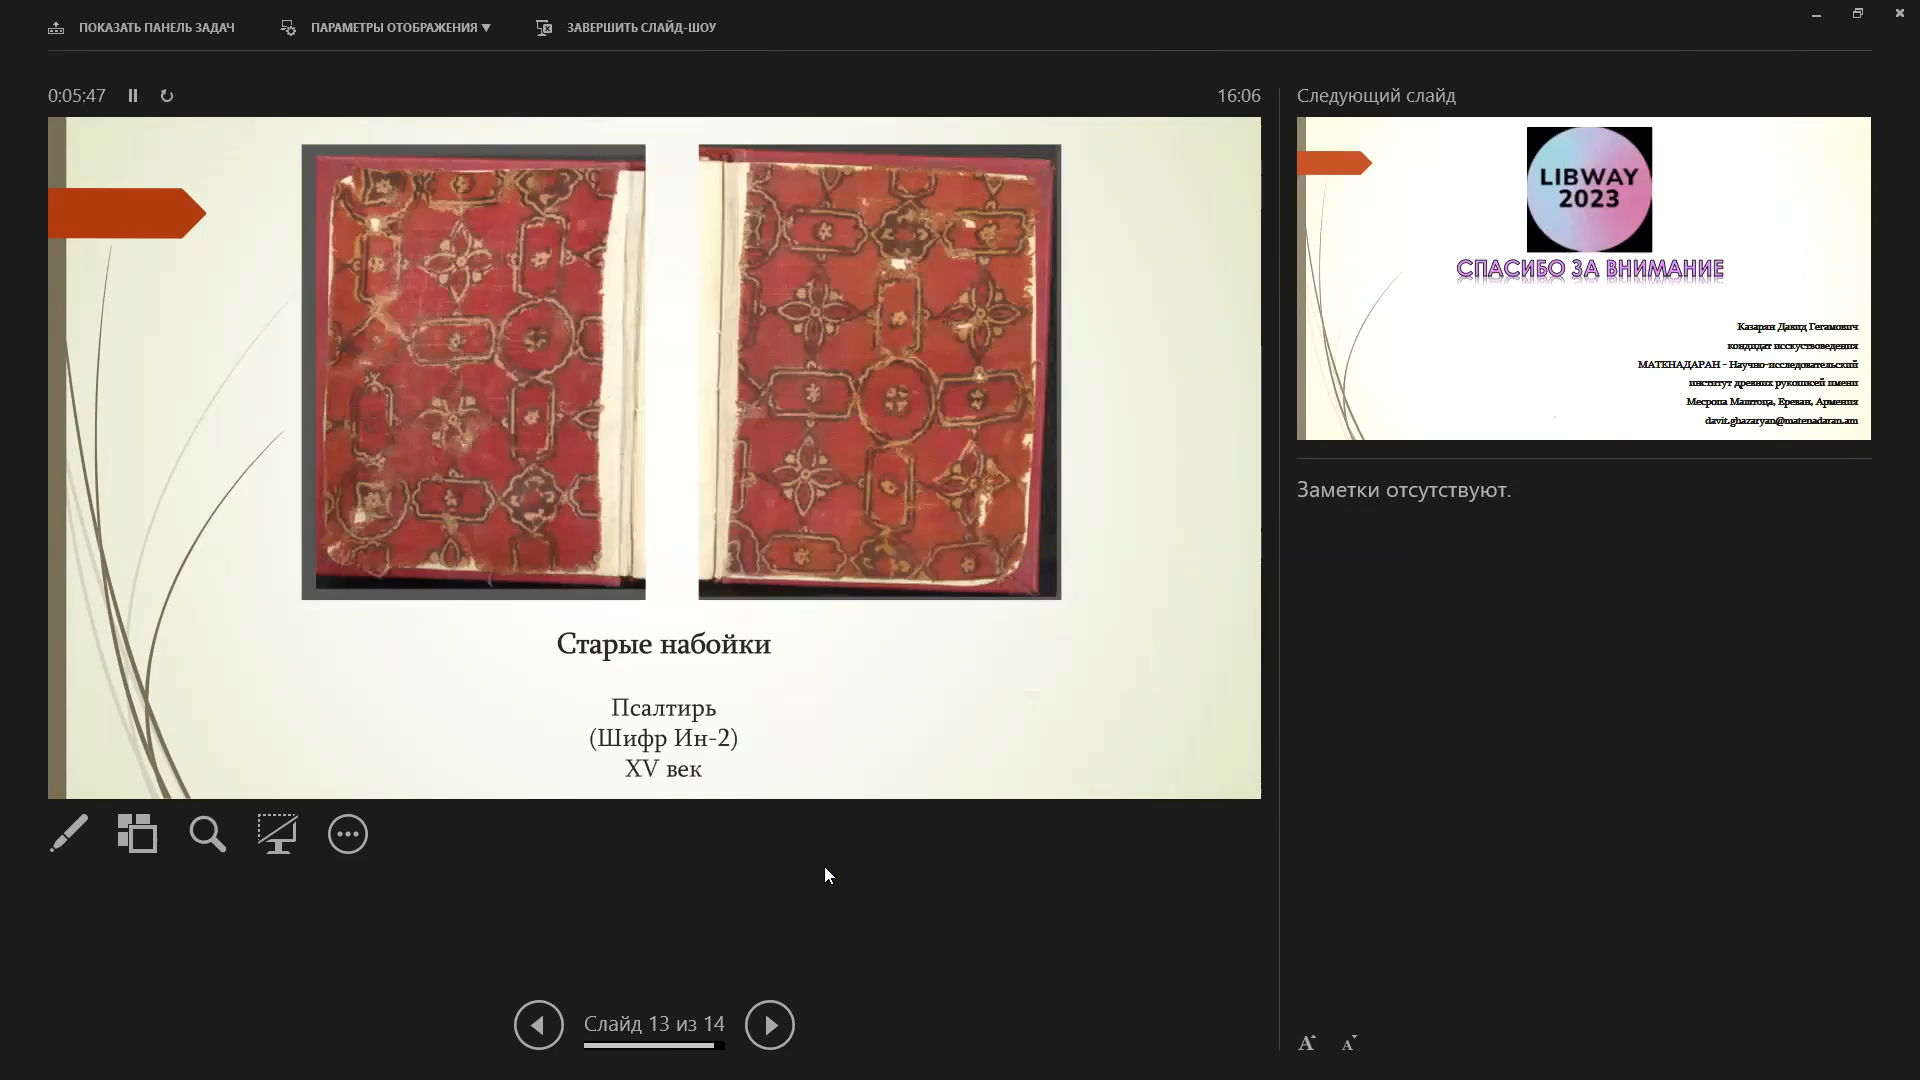 ПОКАЗАТЬ ПАНЕЛЬ ЗАДАЧ
ПАРАМЕТРЫ ОТОБРАЖЕНИЯ ▼
ЗАВЕРШИТЬ СЛАЙД-ШОУ
0:05:47
16:06
Старые набойки
Псалтирь
(Шифр Ин-2)
XV век
Слайд 13 из 14
Следующий слайд
LIBWAY
2023
СПАСИБО ЗА ВНИМАНИЕ
Казарян Давид Гегамович
кондидат исскуствоведения
МАТЕНАДАРАН - Научно-исследовательский
институт древних рукописей имени
Месропа Маштоца, Ереван, Армения
davit.ghazaryan@matenadaran.am
Заметки отсутствуют.
A A